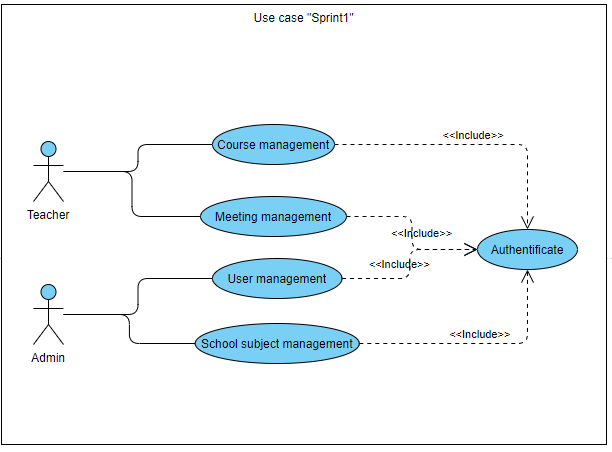 Use case "Sprint1"
Course management
<<Include>>
Teacher
Meeting management
<<Include>>
Authentificate
<<Include>>
User management
Admin
<<Include>>
School subject management